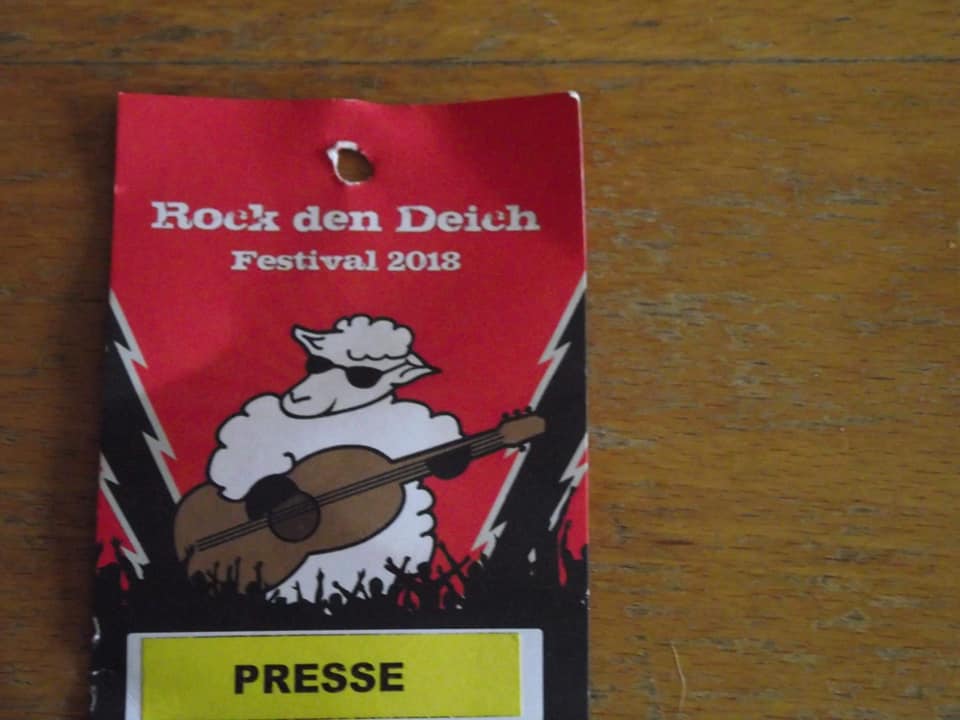 Rock den Deich
Festival 2018
PRESSE